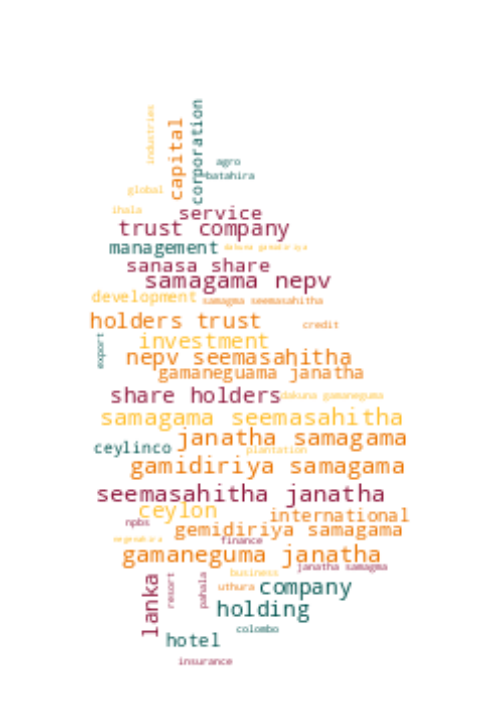 industries
capital
corporation
agro
batahira
global
ihala
service
trust company
management
dakuna gamidiriya
sanasa share
samagama nepv
development
samagma seemasahitha
holders trust
credit
export
investment
nepv seemasahitha
gamaneguama janatha
share holders
dakuna gamaneguma
samagama seemasahitha
janatha samagama
ceylinco
plantation
gamidiriya samagama
seemasahitha janatha
ceylon
international
npbs
gemidiriya samagama
finance
gamaneguma janatha
janatha samagma
business
lanka
resort
pahala
uthura
company
holding
colombo
hotel
insurance